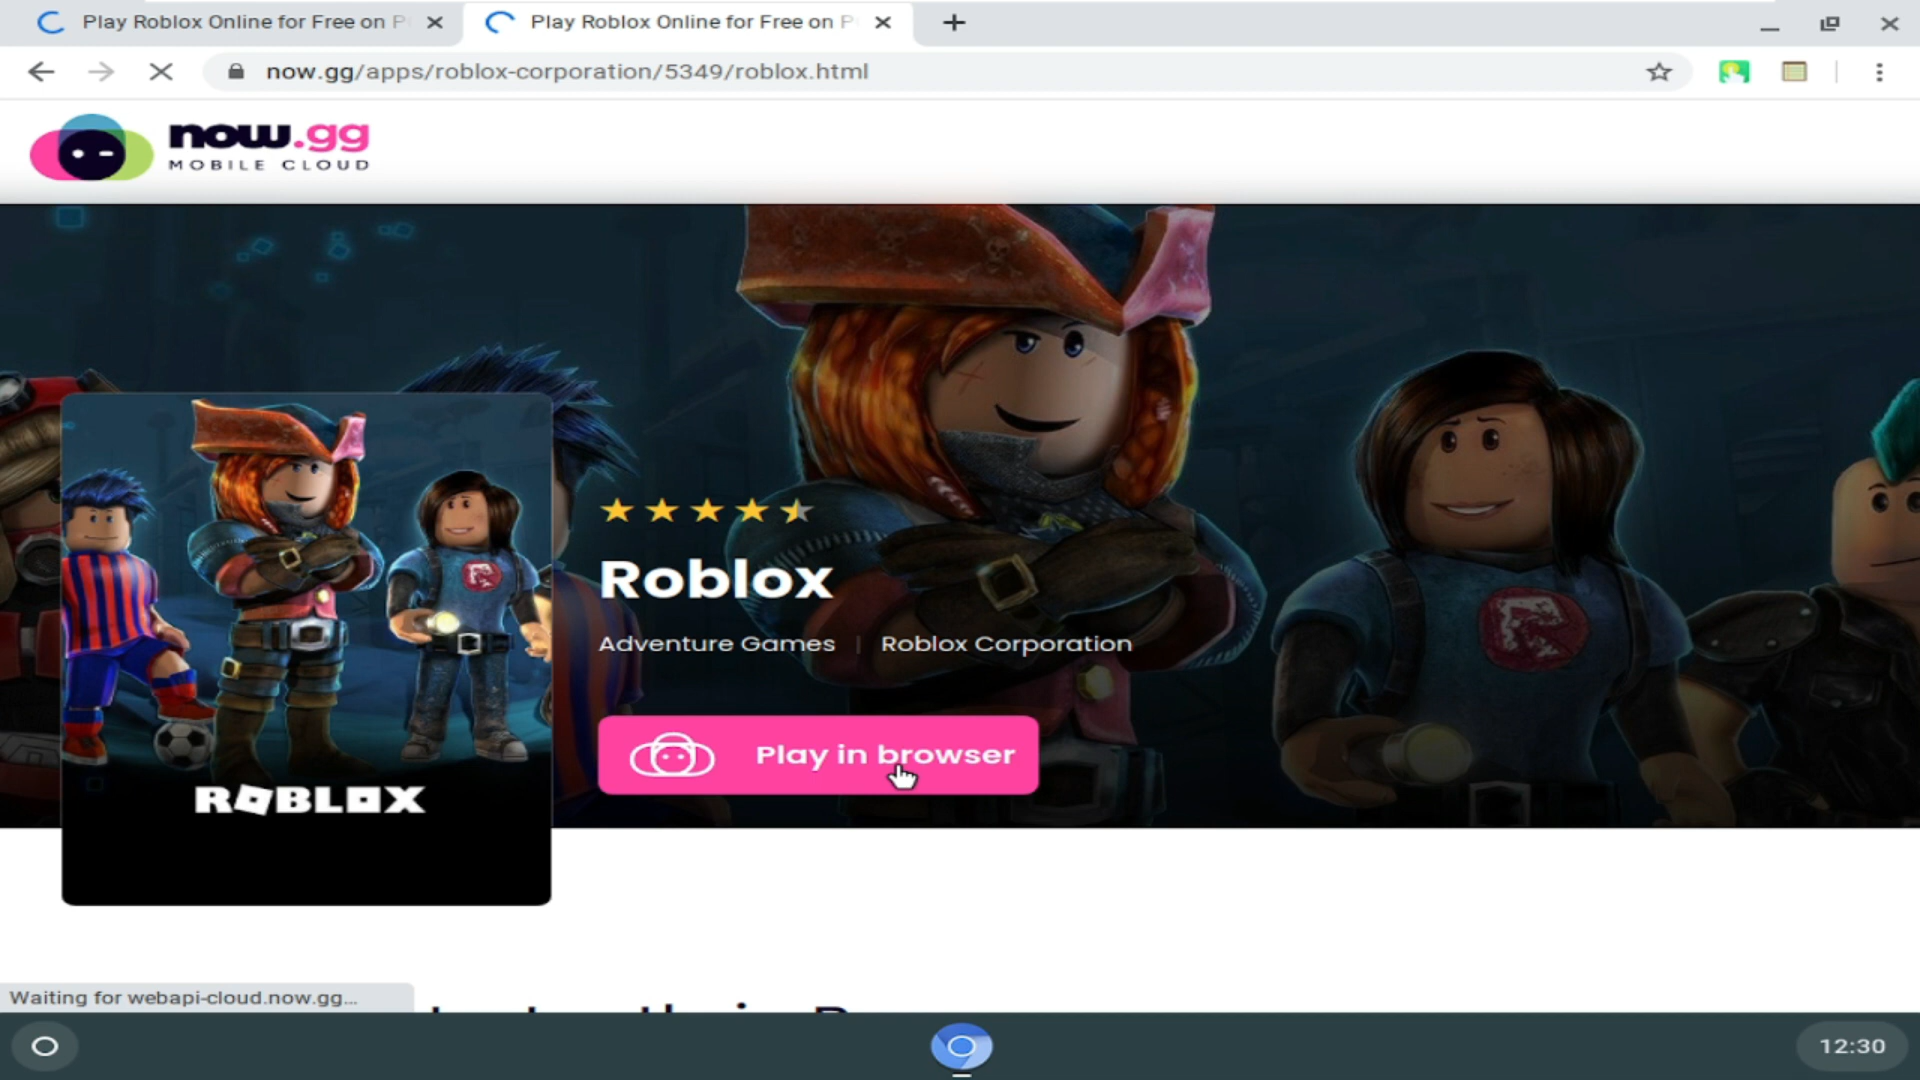 Play Roblox Online for Free on P
Play Roblox Online for Free on P
now.gg/apps/roblox-corporation/5349/roblox.html
now.gg
MOBILE CLOUD
Roblox
Adventure Games | Roblox Corporation
Play in browser
ROBLOX
Waiting for webapi-cloud.now.gg...
12:30